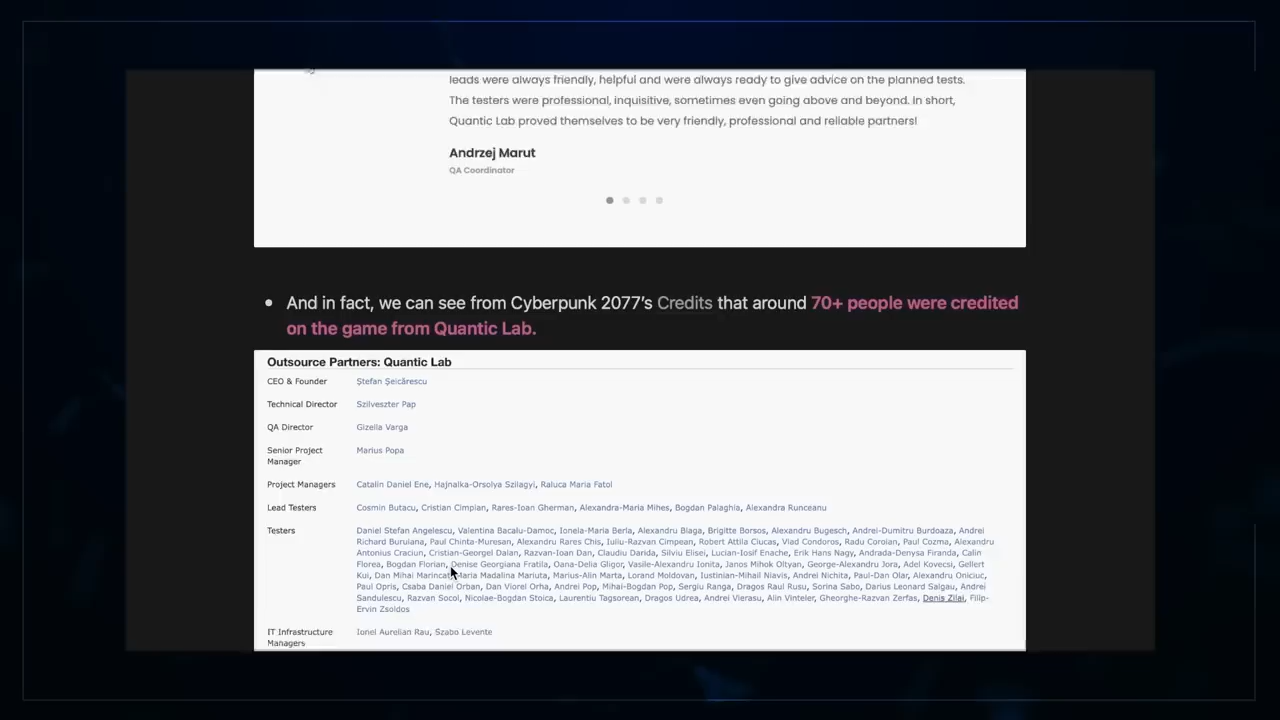 leads were always friendly, helpful and were always ready to give advice on the planned tests.
The testers were professional, inquisitive, sometimes even going above and beyond. In short,
Quantic Lab proved themselves to be very friendly, professional and reliable partners!
Andrzej Marut
QA Coordinator
• And in fact, we can see from Cyberpunk 2077's Credits that around 70+ people were credited
on the game from Quantic Lab.
Outsource Partners: Quantic Lab
CEO & Founder Ștefan Șeicărescu
Technical Director Szilveszter Pap
QA Director Gizella Varga
Senior Project Marius Popa
Manager
Project Managers Catalin Daniel Ene, Hajnalka-Orsolya Szilagyi, Raluca Maria Fatol
Lead Testers Cosmin Butacu, Cristian Cimpian, Rares-Ioan Gherman, Alexandra-Maria Mihes, Bogdan Palaghia, Alexandra Runceanu
Testers Daniel Stefan Angelescu, Valentina Bacalu-Damoc, Ionela-Maria Berla, Alexandru Blaga, Brigitte Borsos, Alexandru Bugesch, Andrei-Dumitru Burdoaza, Andrei
Richard Buruiana, Paul Chinta-Muresan, Alexandru Rares Chis, Iuliu-Razvan Cimpean, Robert Attila Ciucas, Vlad Condoros, Radu Coroian, Paul Cozma, Alexandru
Antonius Craciun, Cristian-Georgel Dalan, Razvan-Ioan Dan, Claudiu Darida, Silviu Elisei, Lucian-Iosif Enache, Erik Hans Nagy, Andrada-Denysa Firanda, Calin
Florea, Bogdan Florian, Denise Georgiana Fratila, Oana-Delia Gligor, Vasile-Alexandru Ionita, Janos Mihok Oltyan, George-Alexandru Jora, Adel Kovecsi, Gellert
Kui, Dan Mihai Marincat, Maria Madalina Mariuta, Marius-Alin Marta, Lorand Moldovan, Iustinian-Mihail Niavis, Andrei Nichita, Paul-Dan Olar, Alexandru Oniciuc,
Paul Opris, Csaba Daniel Orban, Dan Viorel Orha, Andrei Pop, Mihai-Bogdan Pop, Sergiu Ranga, Dragos Raul Rusu, Sorina Sabo, Darius Leonard Salgau, Andrei
Sandulescu, Razvan Socol, Nicolae-Bogdan Stoica, Laurentiu Tagsorean, Dragos Udrea, Andrei Vierasu, Alin Vinteler, Gheorghe-Razvan Zerfas, Denis Zilai, Filip-
Ervin Zsoidos
IT Infrastructure Ionel Aurelian Rau, Szabo Levente
Managers